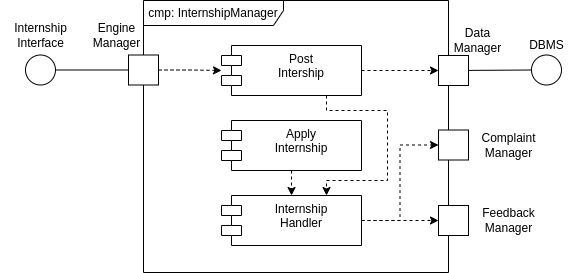 cmp: InternshipManager
Internship
Interface
Engine
Manager
Post
Intership
Data
Manager
DBMS
Apply
Internship
Complaint
Manager
Internship
Handler
Feedback
Manager